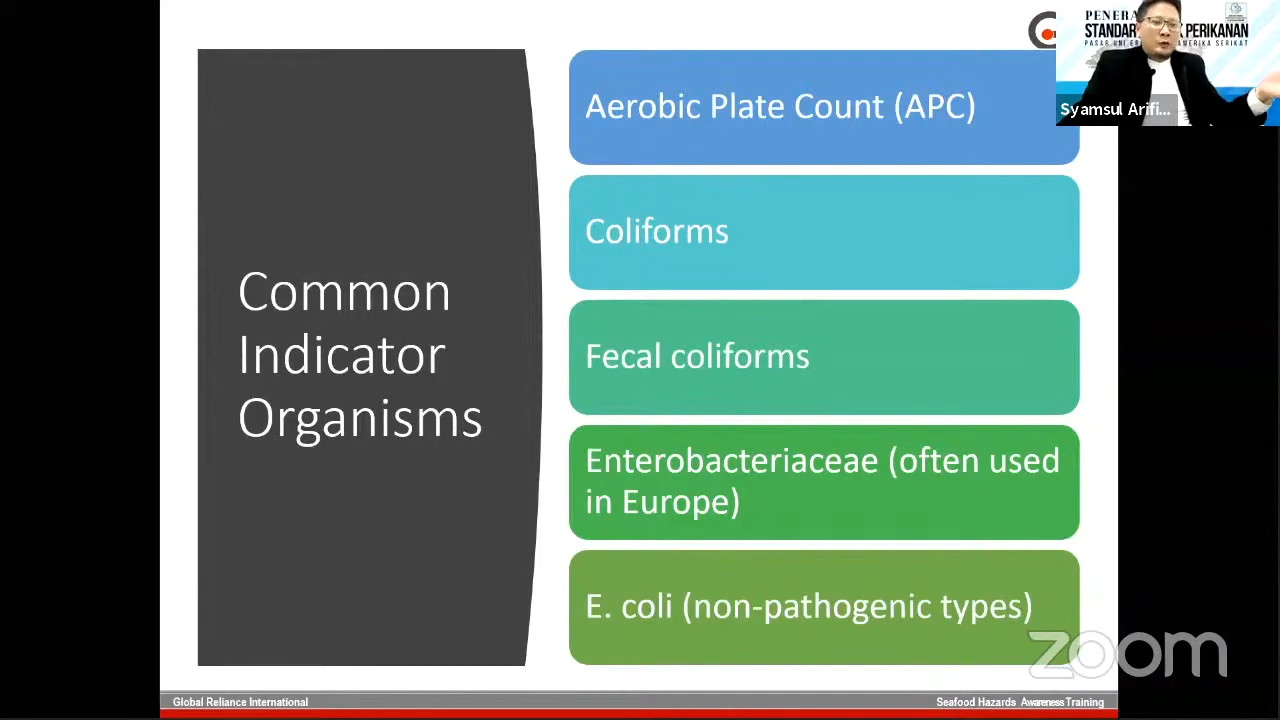 Common
Indicator
Organisms
Aerobic Plate Count (APC)
Coliforms
Fecal coliforms
Enterobacteriaceae (often used
in Europe)
E. coli (non-pathogenic types)
PENERA
STANDAR PERIKANAN
PASAR UNI ER AMERIKA SERIKAT
Syamsul Arifi...
zoom
Global Reliance International
Seafood Hazards Awareness Training